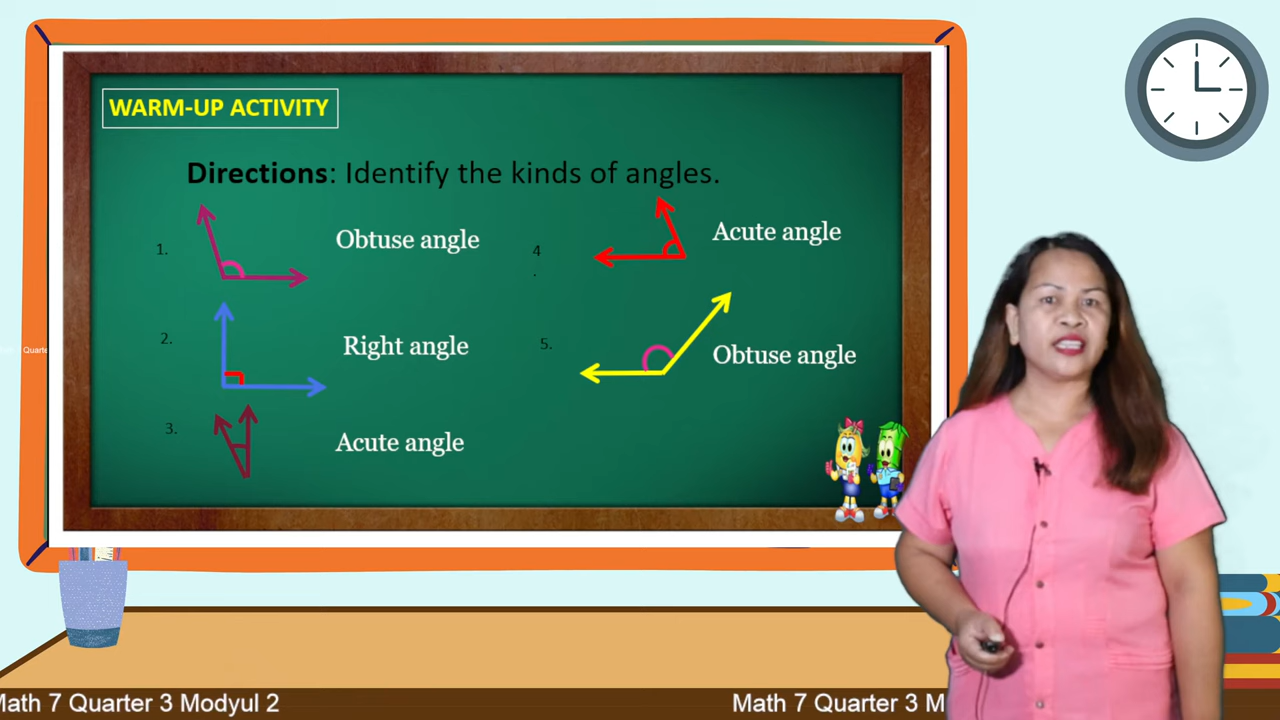 WARM-UP ACTIVITY
Directions: Identify the kinds of angles.
1.
Obtuse angle
2.
Right angle
3.
Acute angle
4
.
Acute angle
5.
Obtuse angle
Quarte
Math 7 Quarter 3 Modyul 2
Math 7 Quarter 3 M